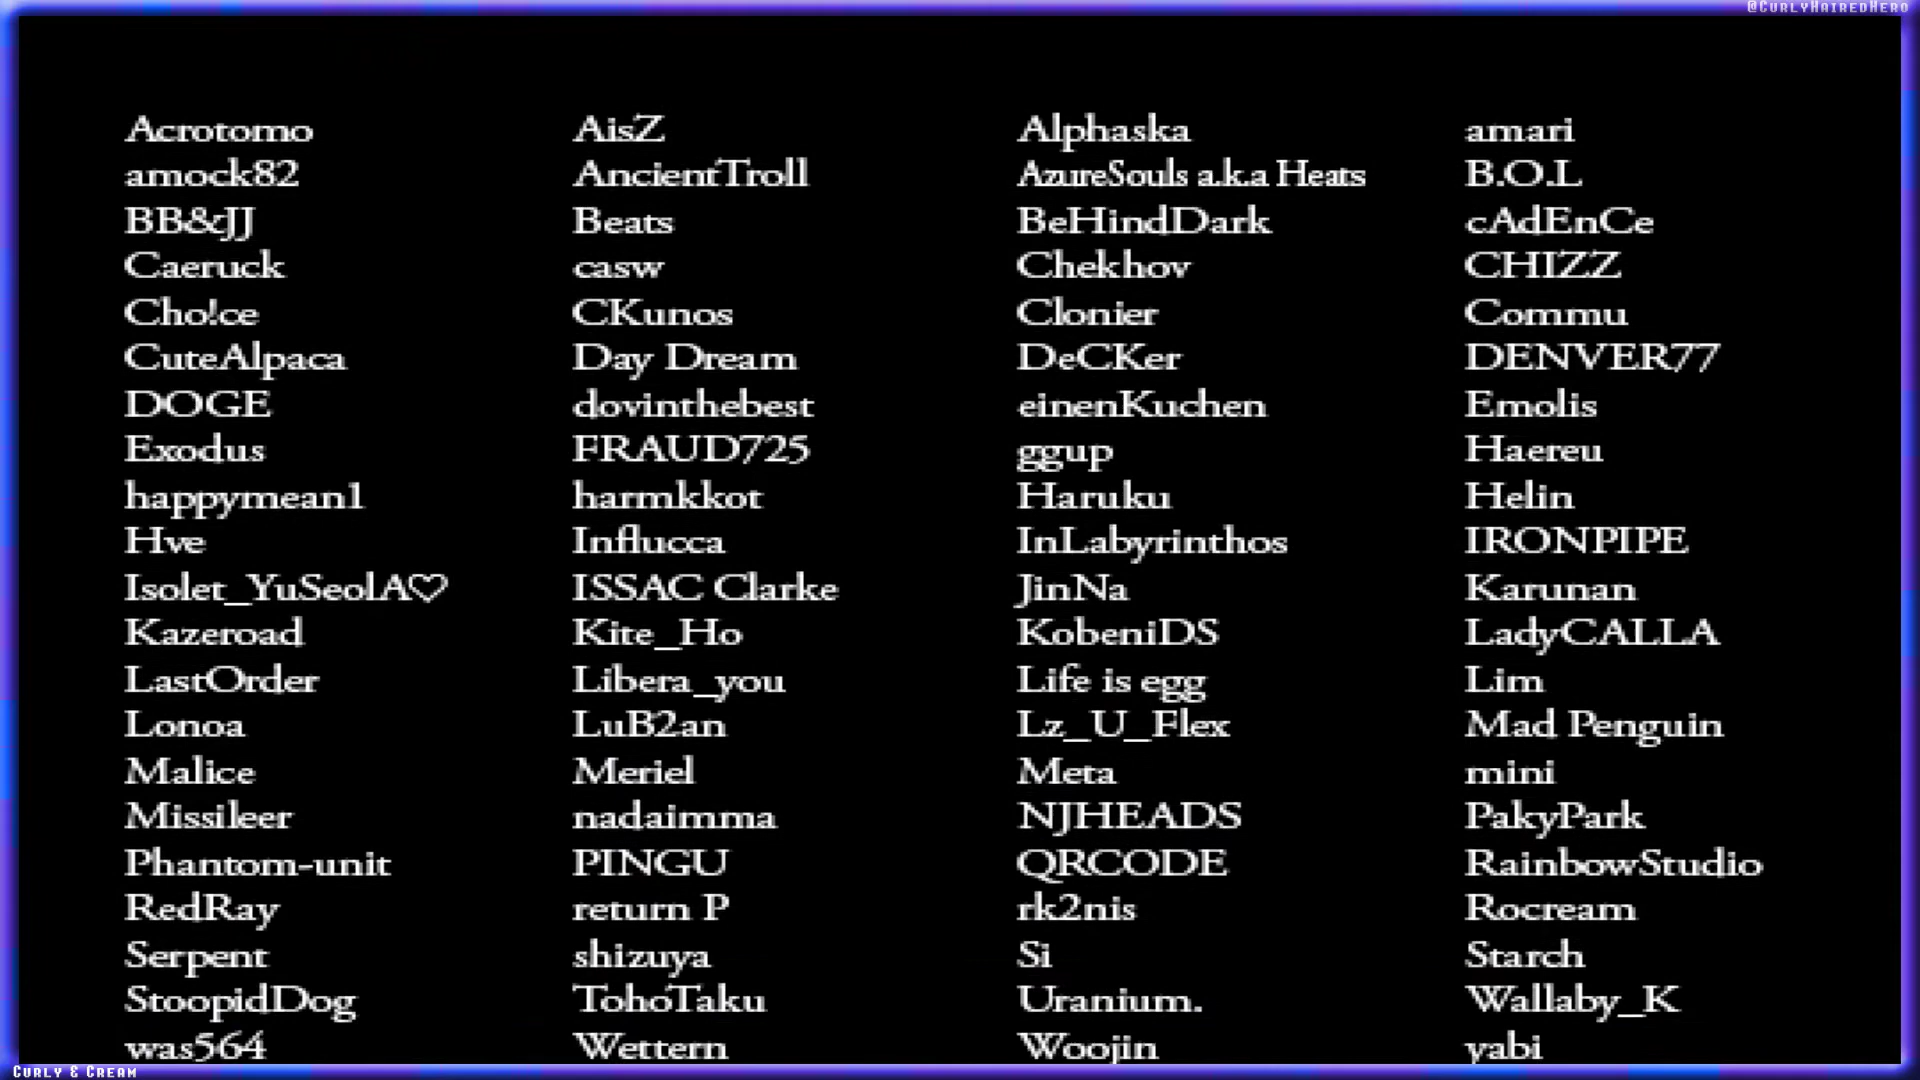 @CurlyHairedHero
Acrotomo AisZ Alphaska amari
amock82 AncientTroll AzureSouls a.k.a Heats B.O.L
BB&JJ Beats BeHindDark cAdEnCe
Caeruck casw Chekhov CHIZZ
Cho!ce CKunos Clonier Commu
CuteAlpaca Day Dream DeCKer DENVER77
DOGE dovinthebest einenKuchen Emolis
Exodus FRAUD725 ggup Haereu
happymean1 harmkkot Haruku Helin
Hve Influcca InLabyrinthos IRONPIPE
Isolet_YuSeolA♡ ISSAC Clarke JinNa Karunan
Kazeroad Kite_Ho KobeniDS LadyCALLA
LastOrder Libera_you Life is egg Lim
Lonoa LuB2an Lz_U_Flex Mad Penguin
Malice Meriel Meta mini
Missileer nadaimma NJHEADS PakyPark
Phantom-unit PINGU QRCODE RainbowStudio
RedRay return P rk2nis Rocream
Serpent shizuya Si Starch
StoopidDog TohoTaku Uranium. Wallaby_K
was564 Wettern Woojin yabi
Curly & Cream